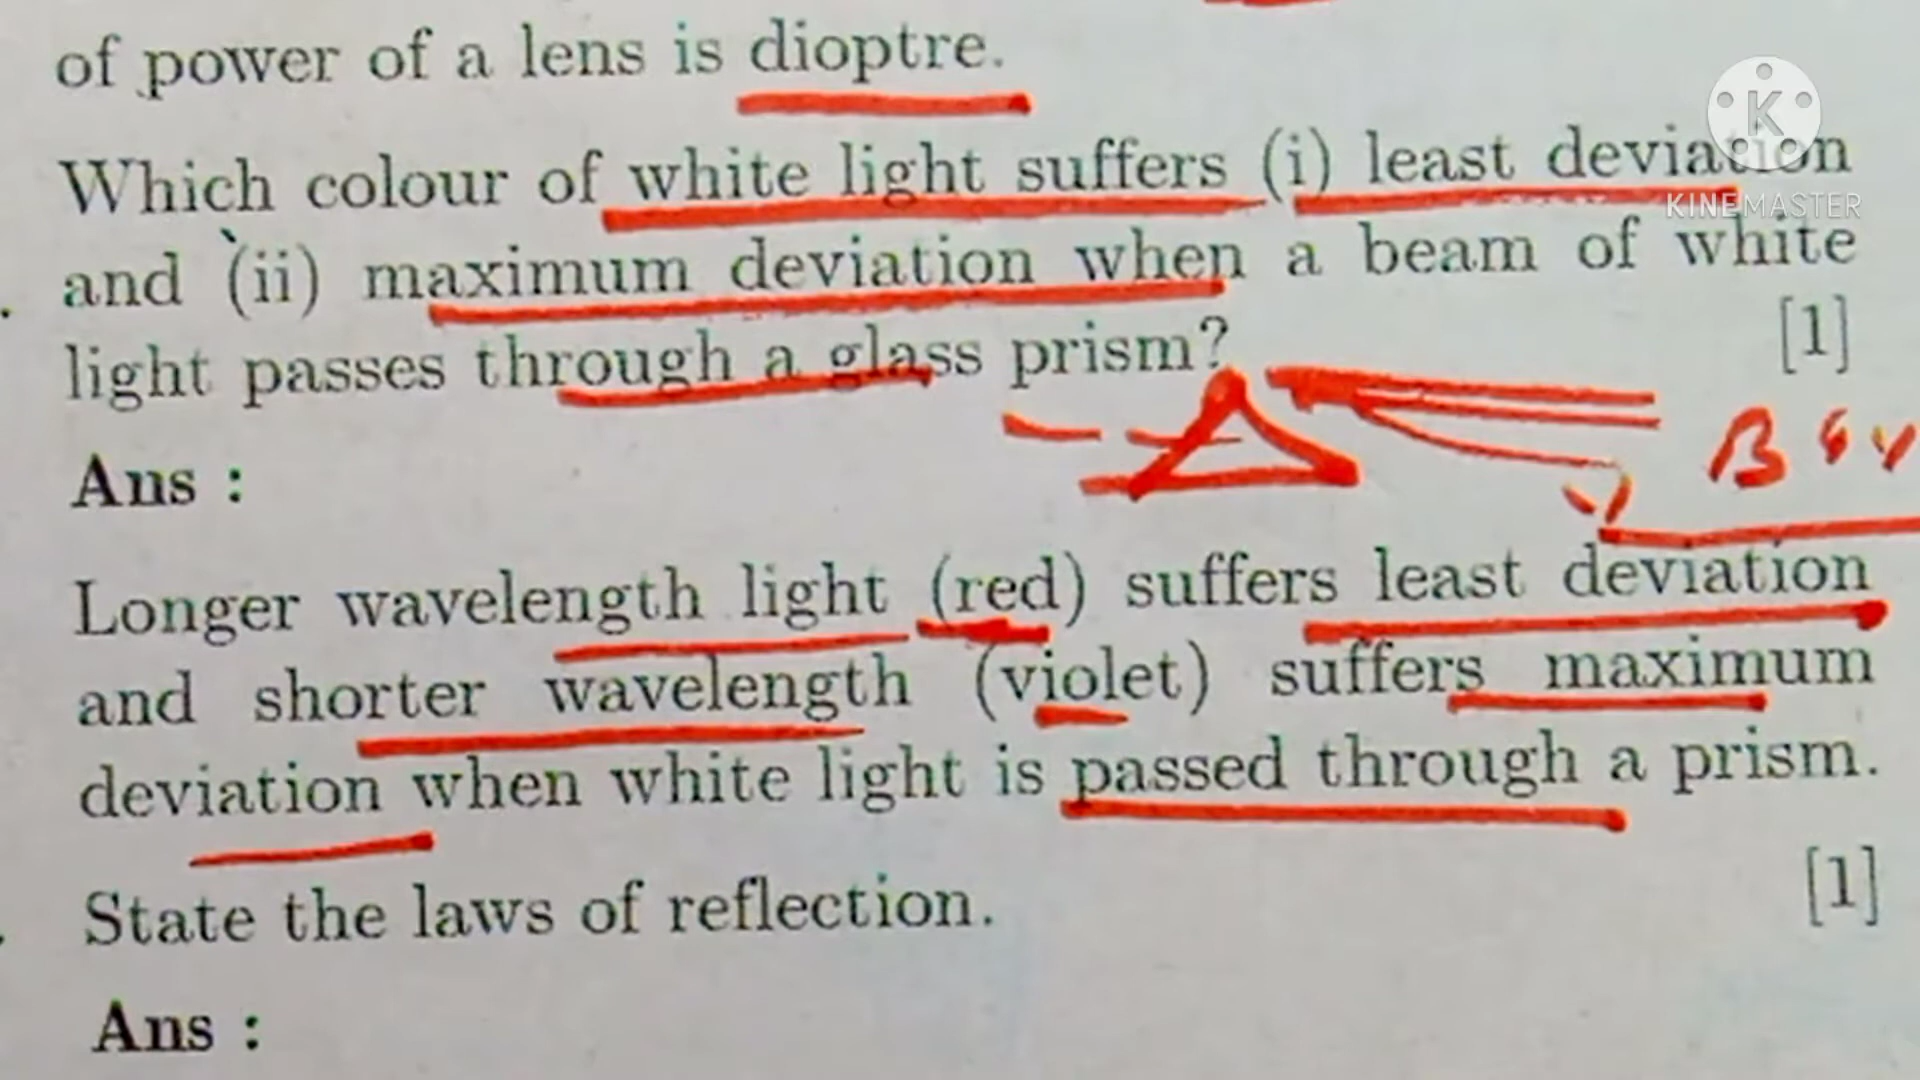 of power of a lens is dioptre.
K
KINEMASTER
Which colour of white light suffers (i) least deviation
and (ii) maximum deviation when a beam of white
light passes through a glass prism? [1]
Ans :
Longer wavelength light (red) suffers least deviation
and shorter wavelength (violet) suffers maximum
deviation when white light is passed through a prism.
State the laws of reflection. [1]
Ans :